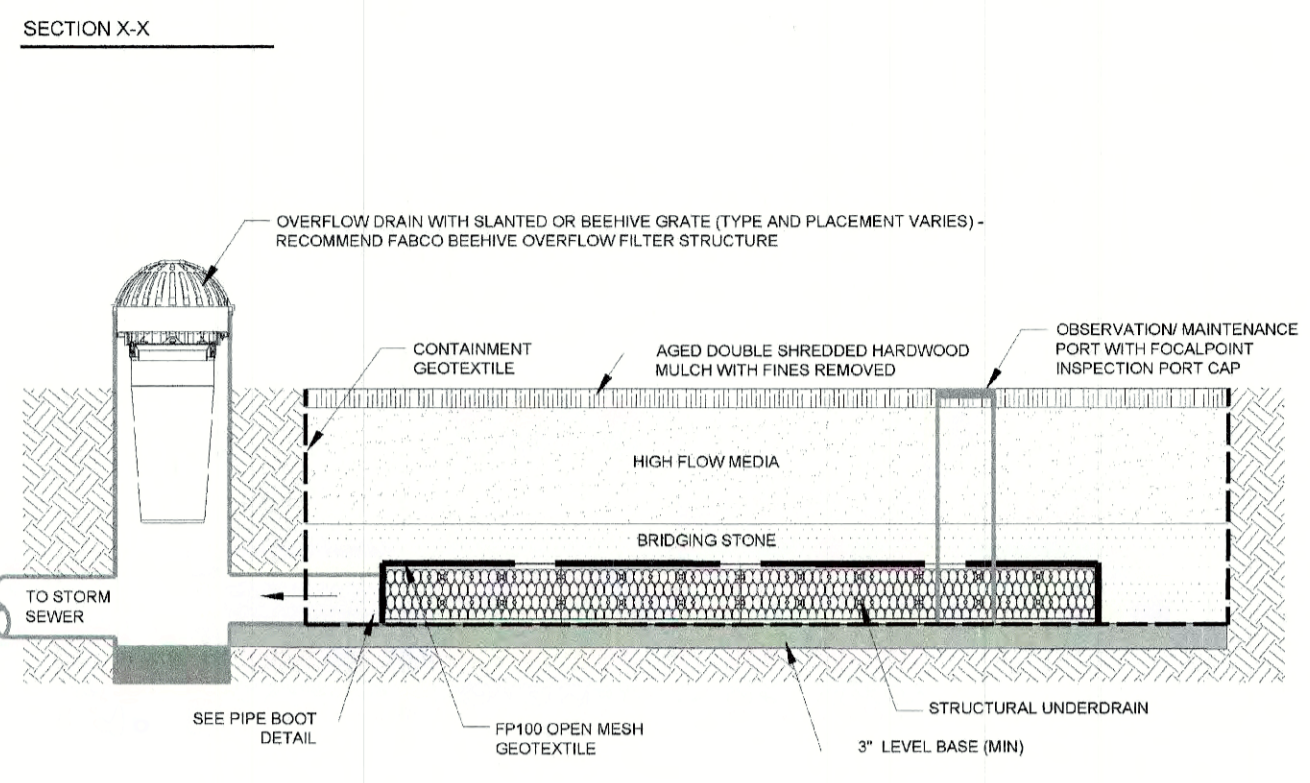 SECTION X-X
OVERFLOW DRAIN WITH SLANTED OR BEEHIVE GRATE (TYPE AND PLACEMENT VARIES) -
RECOMMEND FABCO BEEHIVE OVERFLOW FILTER STRUCTURE
CONTAINMENT
GEOTEXTILE
AGED DOUBLE SHREDDED HARDWOOD
MULCH WITH FINES REMOVED
OBSERVATION/ MAINTENANCE
PORT WITH FOCALPOINT
INSPECTION PORT CAP
HIGH FLOW MEDIA
BRIDGING STONE
TO STORM
SEWER
SEE PIPE BOOT
DETAIL
FP100 OPEN MESH
GEOTEXTILE
STRUCTURAL UNDERDRAIN
3" LEVEL BASE (MIN)